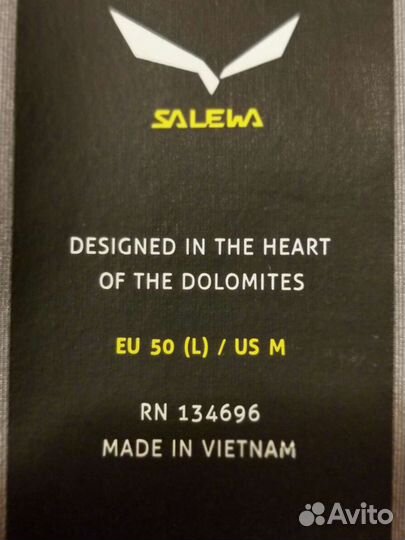 SALEWA
DESIGNED IN THE HEART
OF THE DOLOMITES
EU 50 (L) / US M
RN 134696
MADE IN VIETNAM
Avito